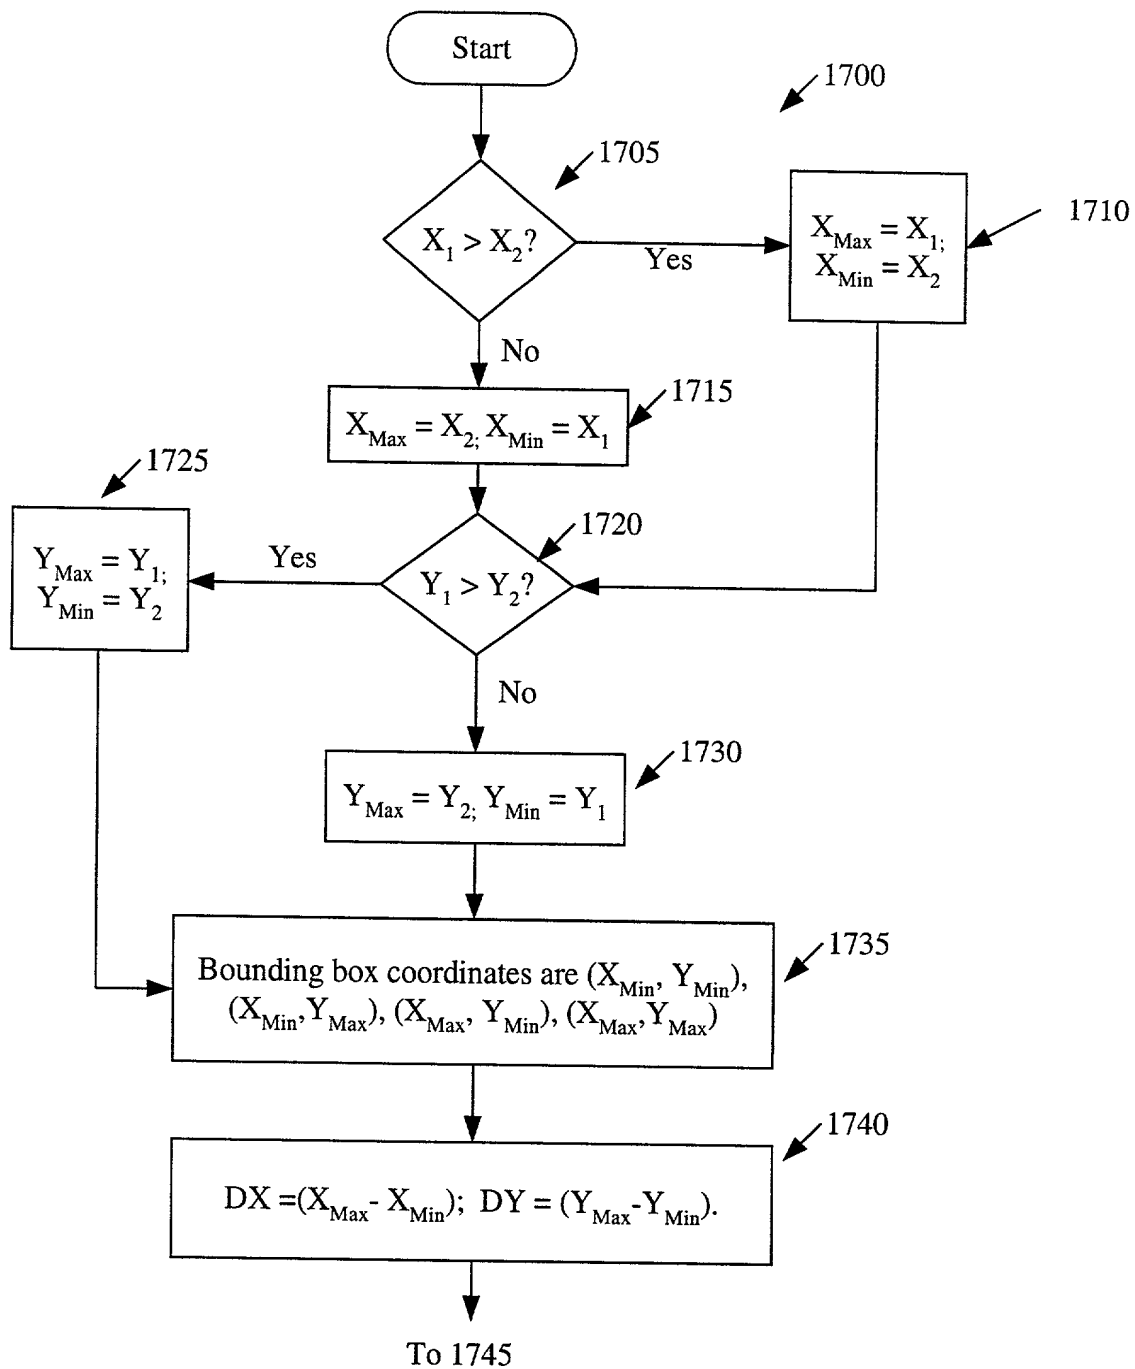 Start
1700
1705
X1 > X2?
Yes
XMax = X1;
XMin = X2
1710
No
1715
XMax = X2; XMin = X1
1725
1720
YMax = Y1;
YMin = Y2
Yes
Y1 > Y2?
No
1730
YMax = Y2; YMin = Y1
1735
Bounding box coordinates are (XMin, YMin),
(XMin,YMax), (XMax, YMin), (XMax,YMax)
1740
DX =(XMax- XMin); DY = (YMax-YMin).
To 1745